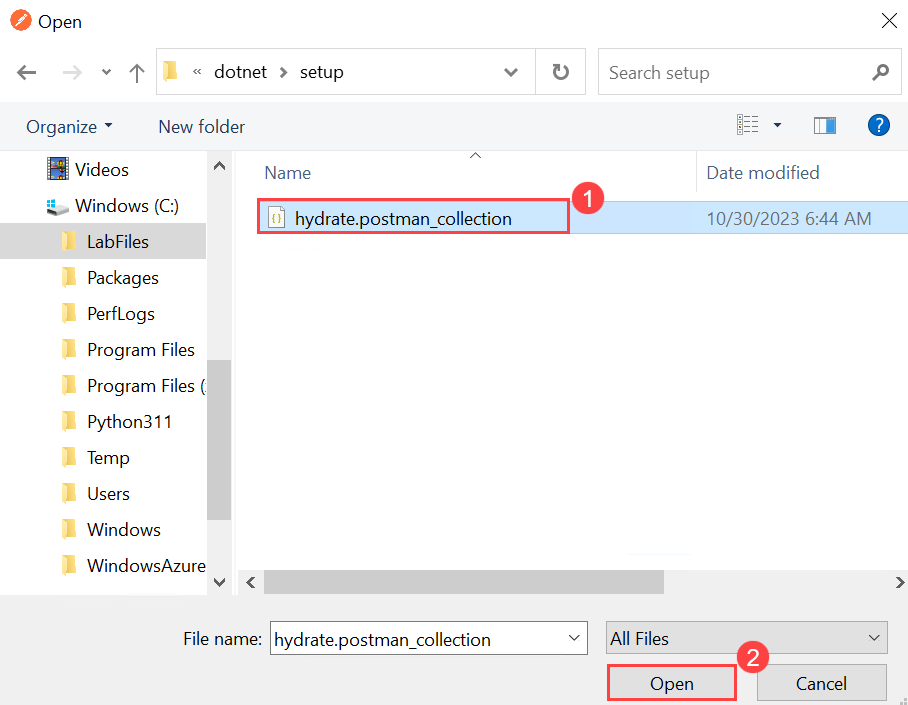 Open
« dotnet > setup
Search setup
Organize
New folder
?
Name
Date modified
Videos
Windows (C:)
LabFiles
Packages
PerfLogs
Program Files
Program Files (
Python311
Temp
Users
Windows
WindowsAzure
{} hydrate.postman_collection
1
10/30/2023 6:44 AM
File name:
hydrate.postman_collection
All Files
2
Open
Cancel